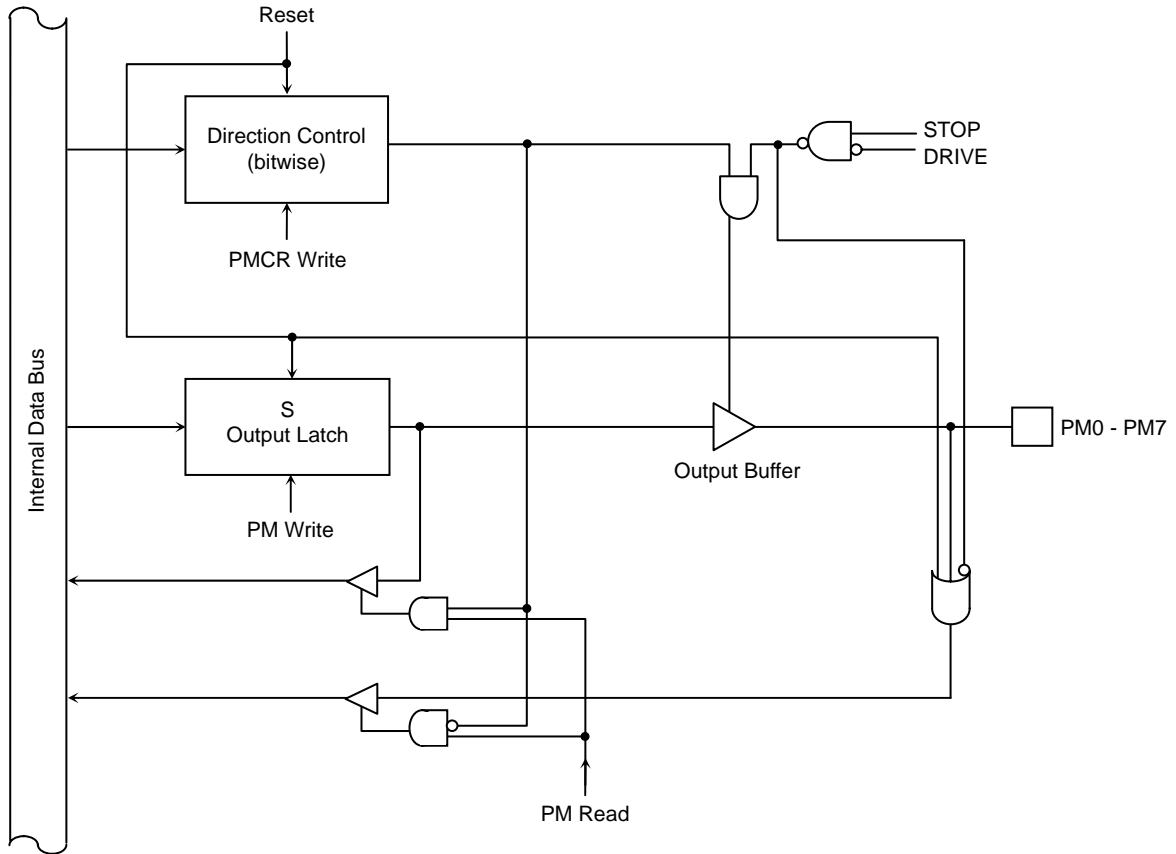 Reset
Direction Control
(bitwise)
STOP
DRIVE
PMCR Write
Internal Data Bus
S
Output Latch
PM0 - PM7
Output Buffer
PM Write
PM Read